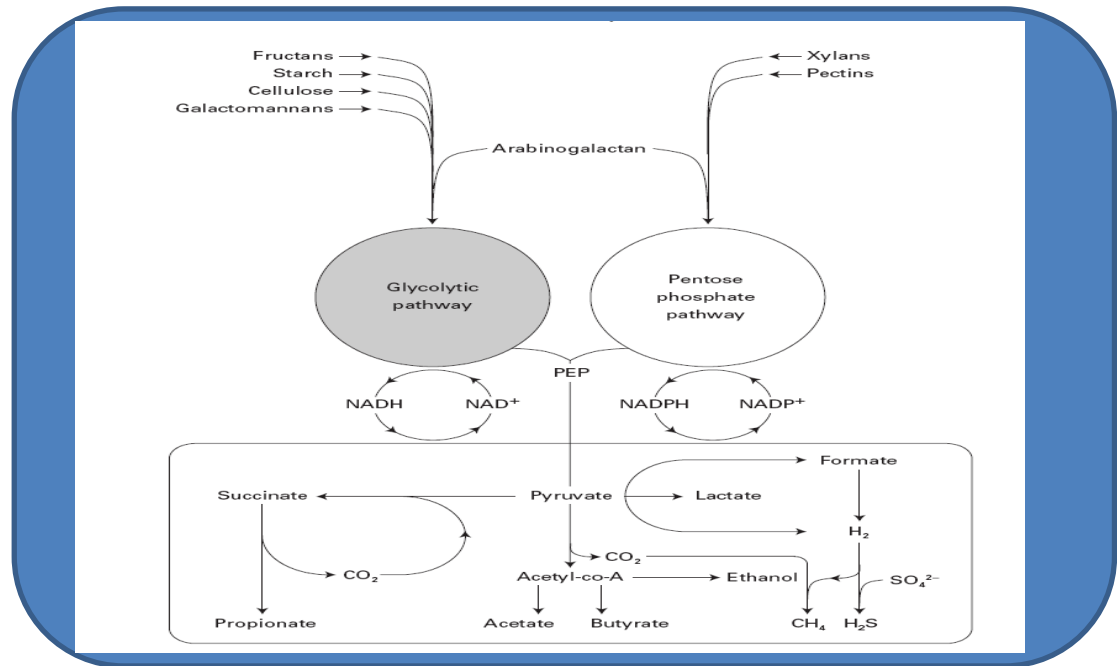 Fructans
Starch
Cellulose
Galactomannans
Xylans
Pectins
Arabinogalactan
Glycolytic
pathway
Pentose
phosphate
pathway
PEP
NADH
NAD⁺
NADPH
NADP⁺
Formate
Succinate
Pyruvate
Lactate
H₂
CO₂
CO₂
Acetyl-co-A
Ethanol
SO₄²⁻
Propionate
Acetate
Butyrate
CH₄
H₂S